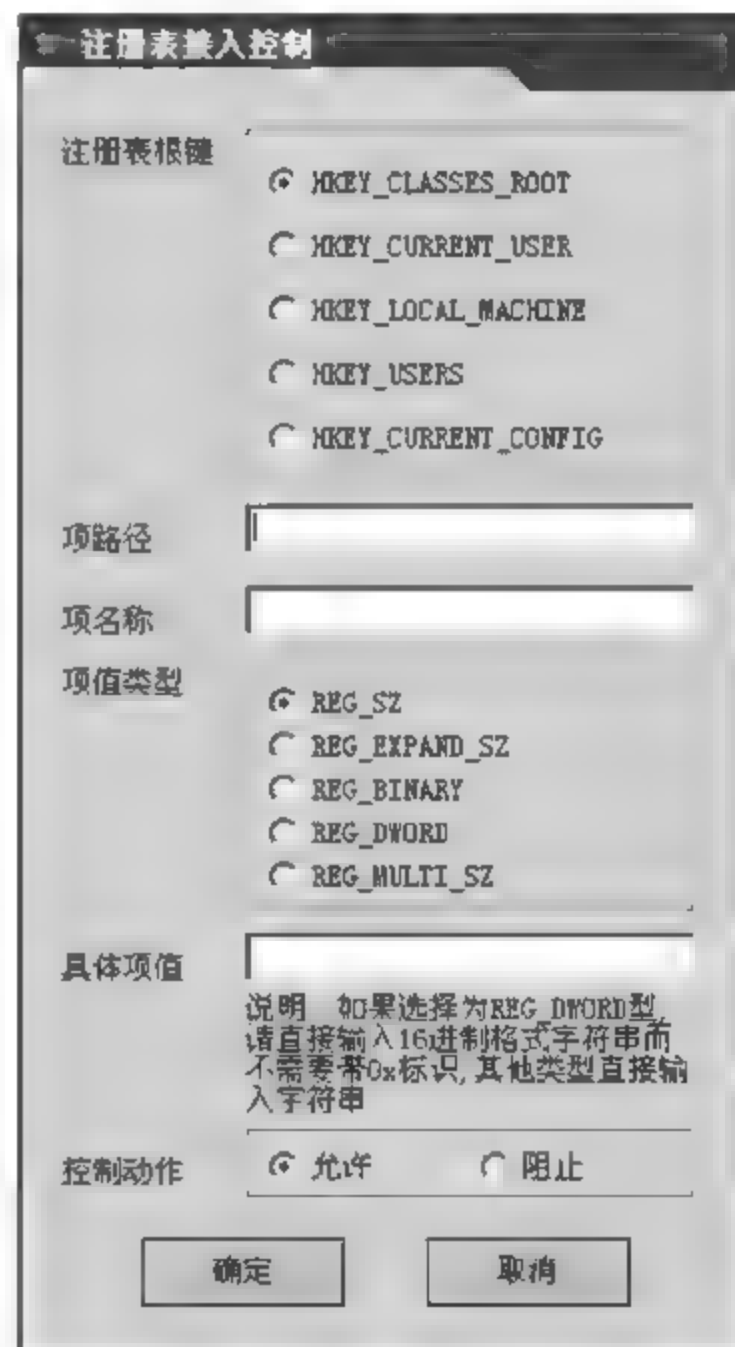 注册表接入控制
注册表根键
HKEY_CLASSES_ROOT
HKEY_CURRENT_USER
HKEY_LOCAL_MACHINE
HKEY_USERS
HKEY_CURRENT_CONFIG
项路径
项名称
项值类型
REG_SZ
REG_EXPAND_SZ
REG_BINARY
REG_DWORD
REG_MULTI_SZ
具体项值
说明 如果选择为REG_DWORD型,
请直接输入16进制格式字符串而
不需要带0x标识,其他类型直接输
入字符串
控制动作
允许 阻止
确定 取消